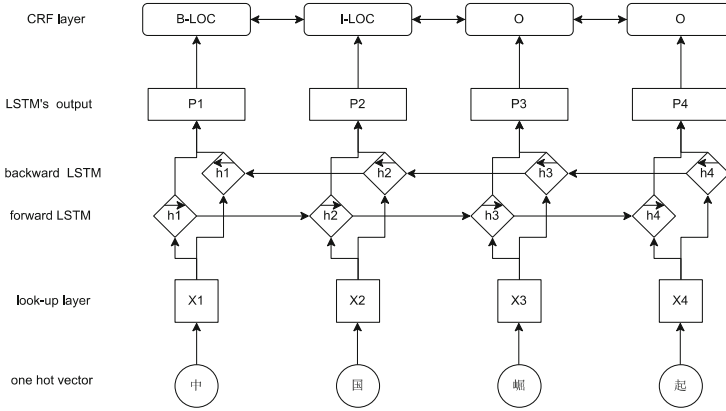 CRF layer B-LOC I-LOC O O
LSTM's output P1 P2 P3 P4
backward LSTM h1 h2 h3 h4
forward LSTM h1 h2 h3 h4
look-up layer X1 X2 X3 X4
one hot vector 中 国 崛 起